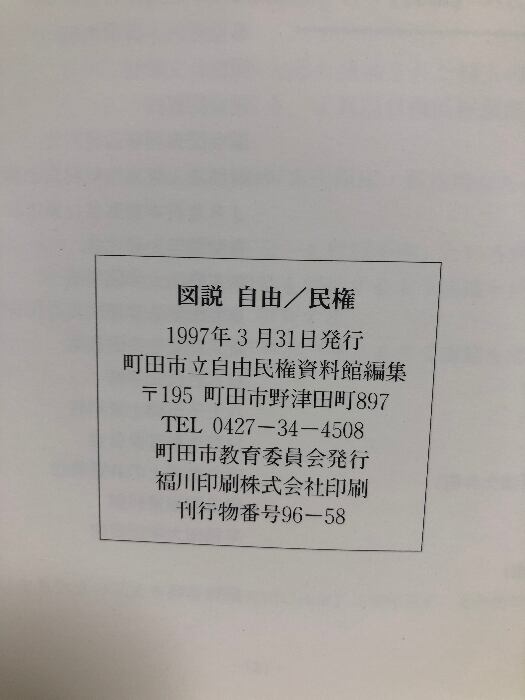 図説 自由／民権
1997年3月31日発行
町田市立自由民権資料館編集
〒195 町田市野津田町897
TEL 0427－34－4508
町田市教育委員会発行
福川印刷株式会社印刷
刊行物番号96－58